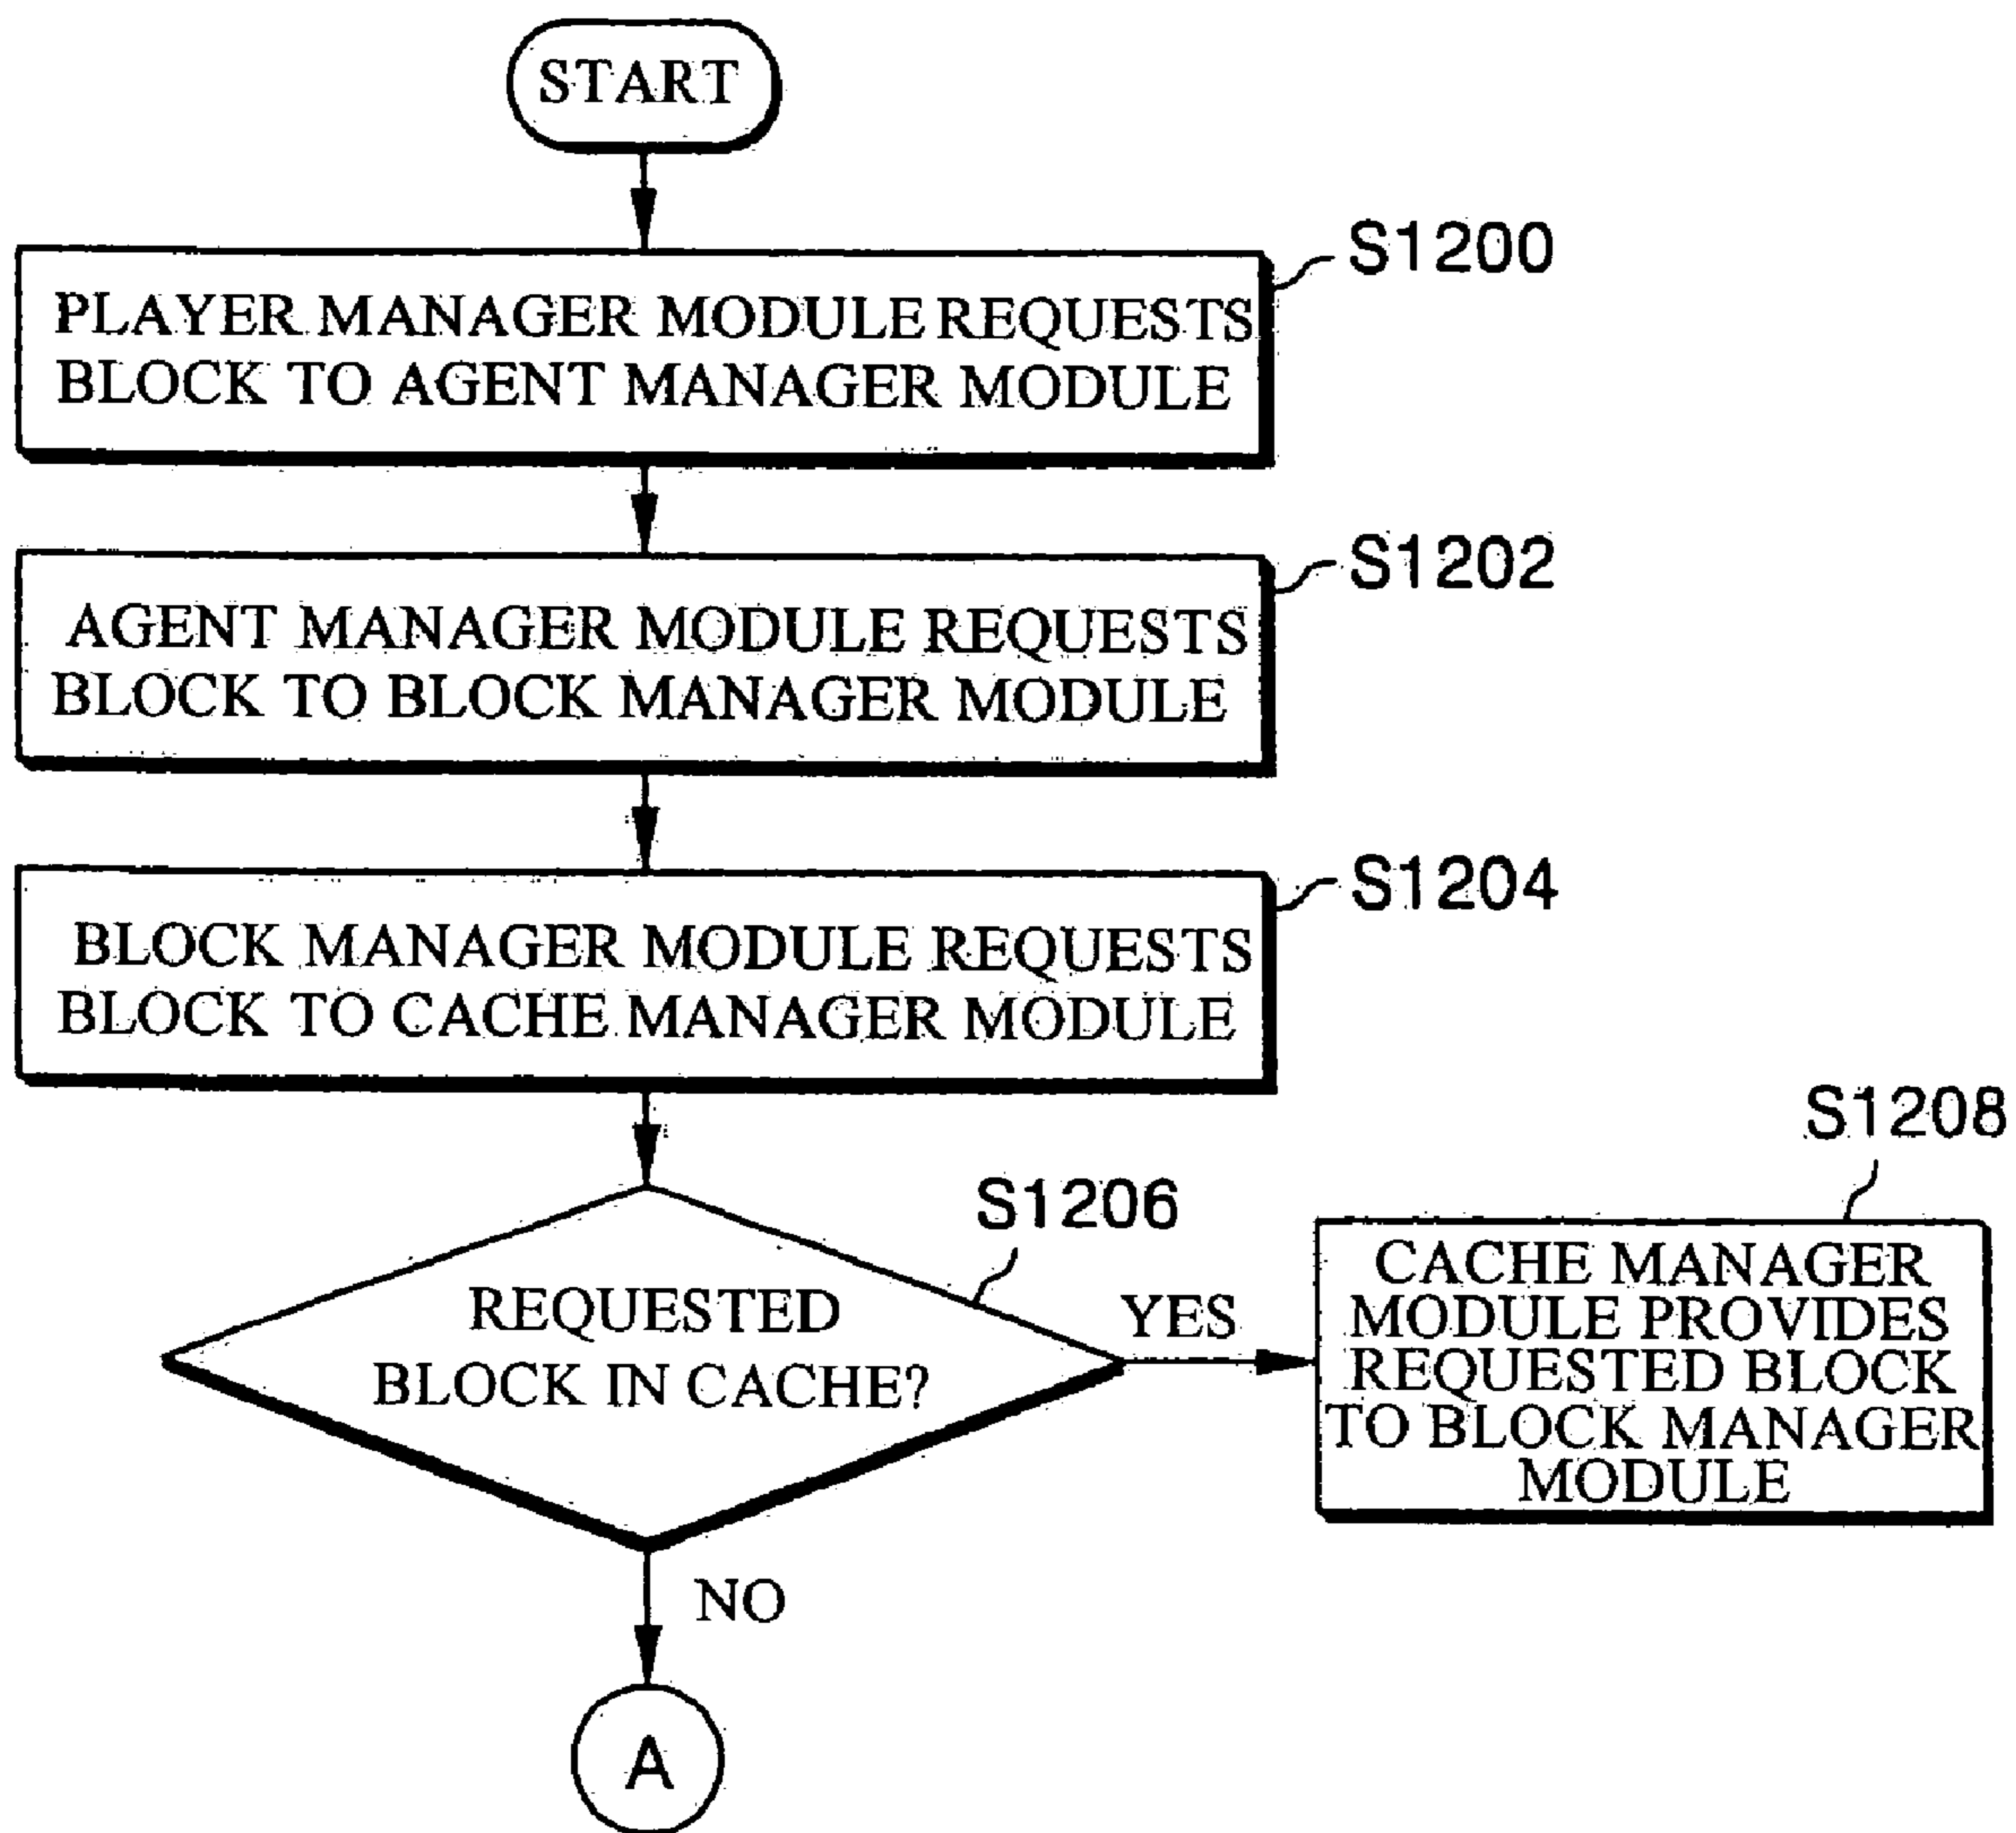 START
S1200
PLAYER MANAGER MODULE REQUESTS
BLOCK TO AGENT MANAGER MODULE
S1202
AGENT MANAGER MODULE REQUESTS
BLOCK TO BLOCK MANAGER MODULE
S1204
BLOCK MANAGER MODULE REQUESTS
BLOCK TO CACHE MANAGER MODULE
S1206
REQUESTED
BLOCK IN CACHE?
YES
S1208
CACHE MANAGER
MODULE PROVIDES
REQUESTED BLOCK
TO BLOCK MANAGER
MODULE
NO
A